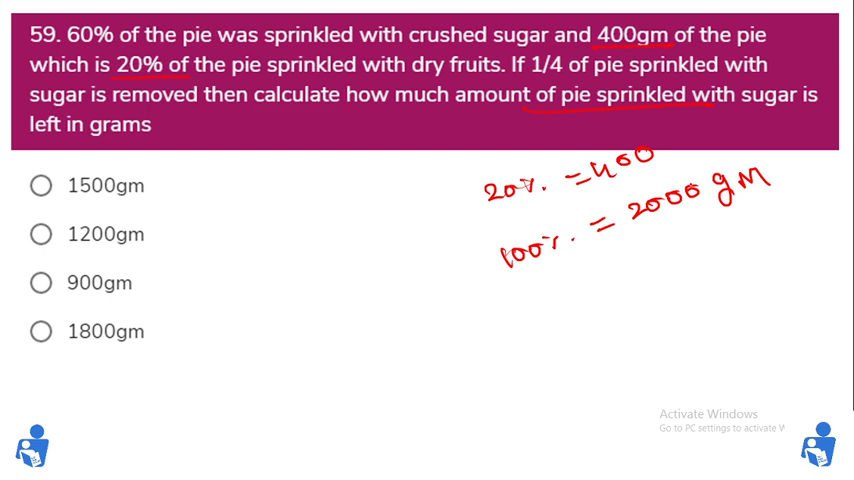 59. 60% of the pie was sprinkled with crushed sugar and 400gm of the pie
which is 20% of the pie sprinkled with dry fruits. If 1/4 of pie sprinkled with
sugar is removed then calculate how much amount of pie sprinkled with sugar is
left in grams
20%. = 400
100%. = 2000 gm
1500gm
1200gm
900gm
1800gm
Activate Windows
Go to PC settings to activate W